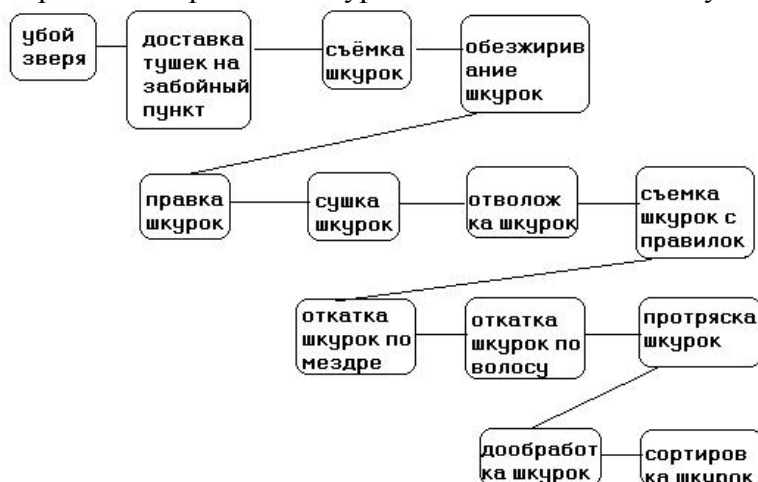 убой
зверя
доставка
тушек на
забойный
пункт
съёмка
шкурок
обезжирив
ание
шкурок
правка
шкурок
сушка
шкурок
отволож
ка шкурок
съемка
шкурок с
правилок
откатка
шкурок по
мездре
откатка
шкурок по
волосу
протряска
шкурок
дообработ
ка шкурок
сортиров
ка шкурок